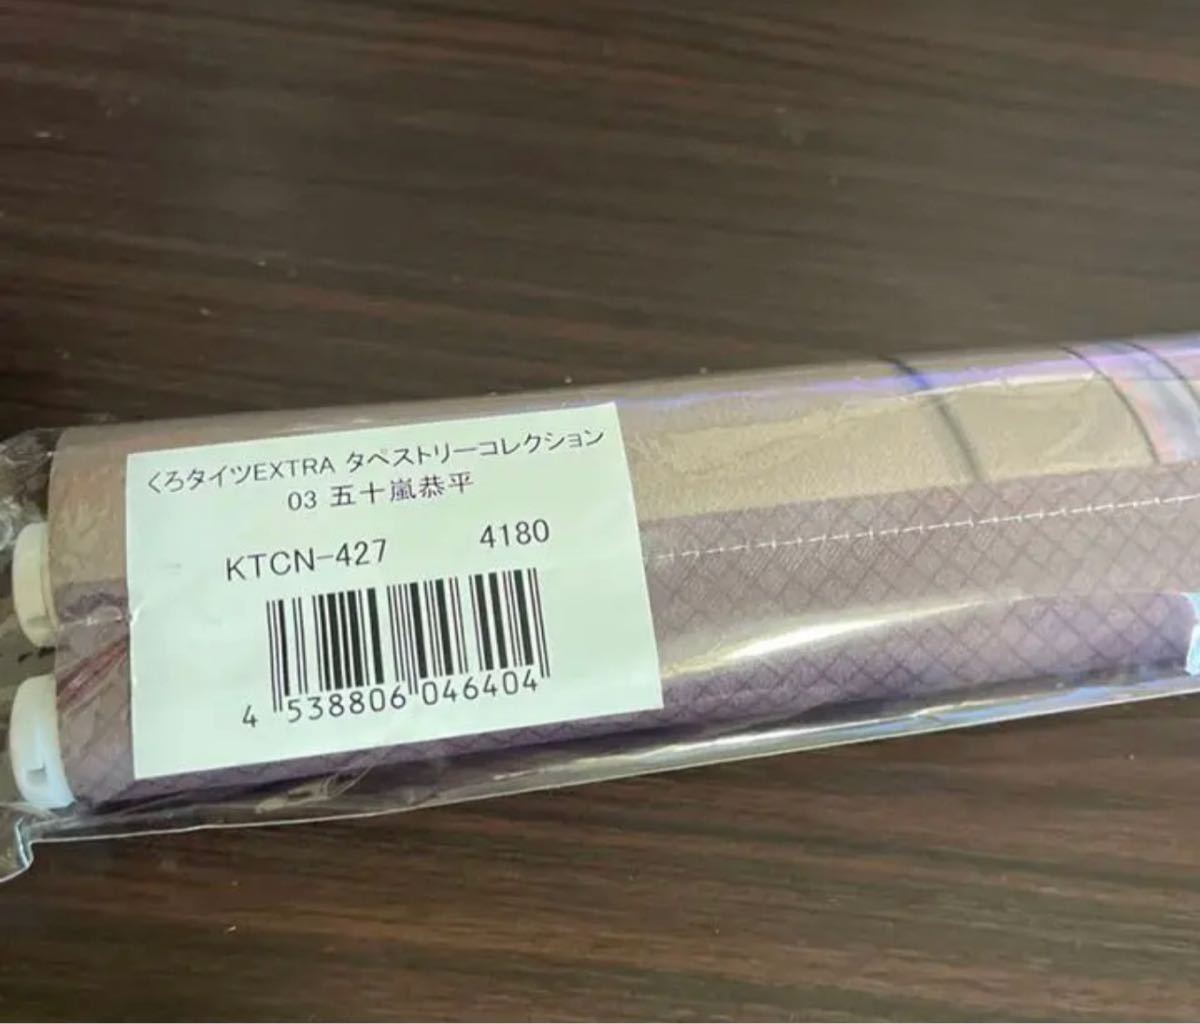 くろタイツEXTRA タペストリーコレクション
03 五十嵐恭平
KTCN-427 4180
4 538806 046404